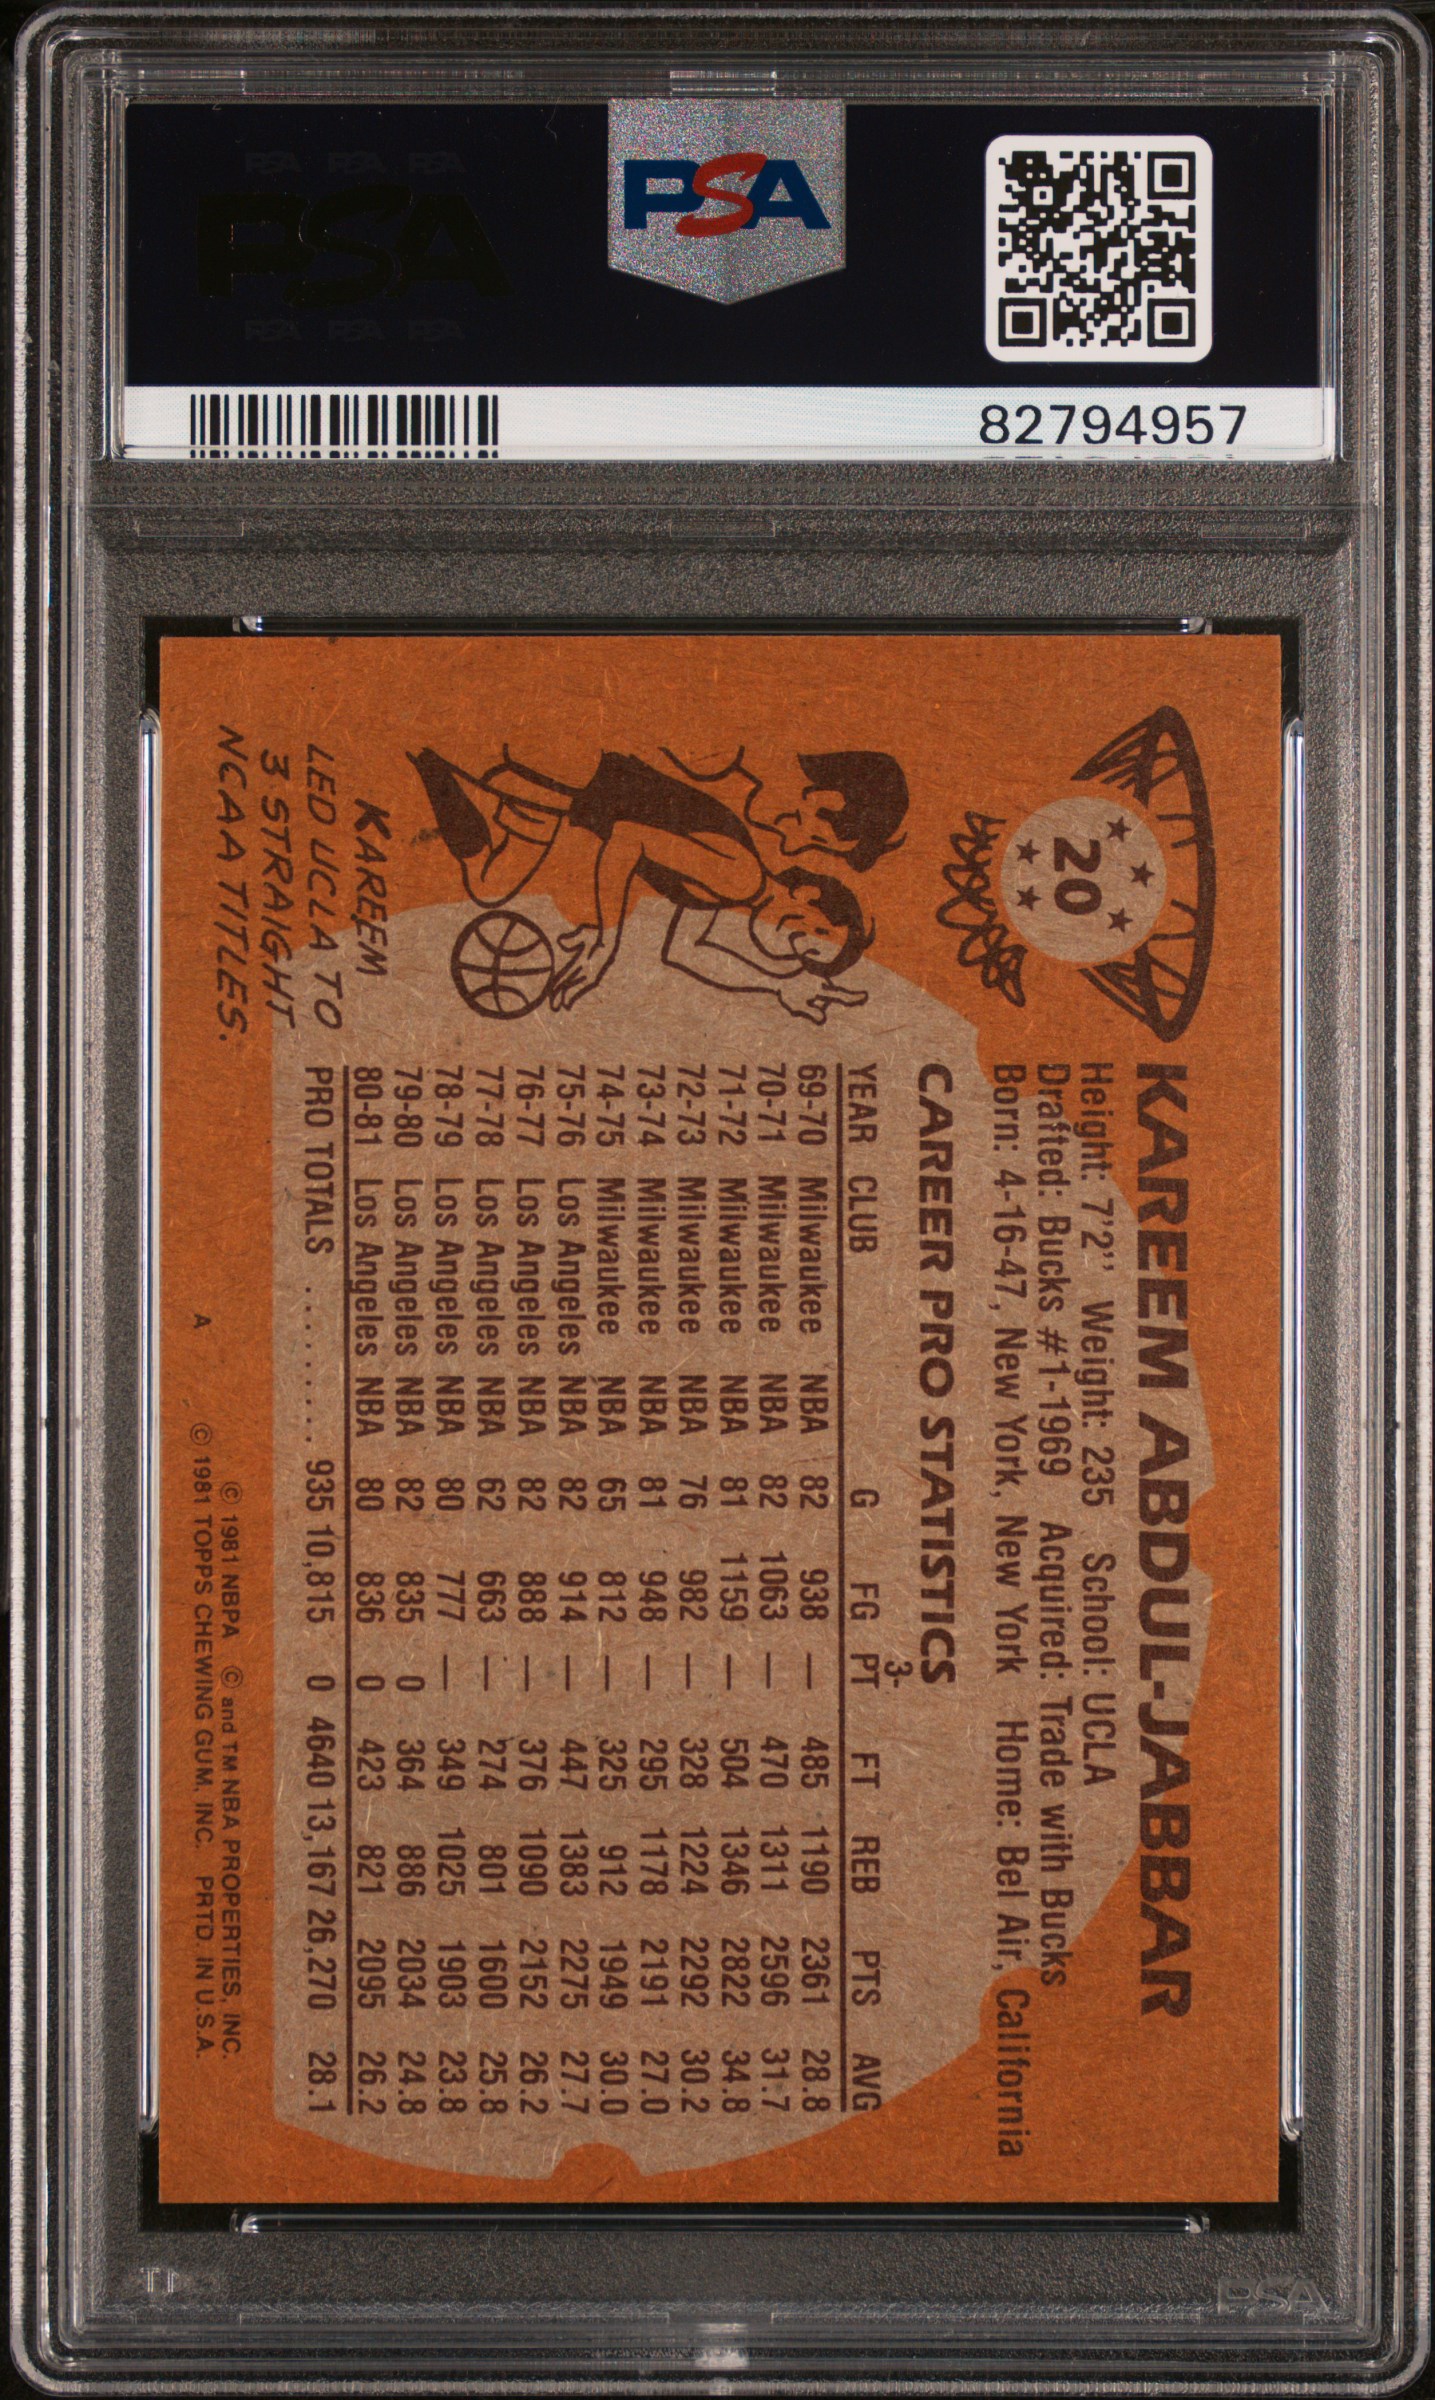 PSA PSA PSA
PSA
PSA PSA PSA
PSA
82794957
20
KAREEM ABDUL-JABBAR
Height: 7'2" Weight: 235 School: UCLA
Drafted: Bucks #1-1969 Acquired: Trade with Bucks
Born: 4-16-47, New York, New York Home: Bel Air, California
CAREER PRO STATISTICS
YEAR CLUB G FG 3-PT FT REB PTS AVG
69-70 Milwaukee NBA 82 938 — 485 1190 2361 28.8
70-71 Milwaukee NBA 82 1063 — 470 1311 2596 31.7
71-72 Milwaukee NBA 81 1159 — 504 1346 2822 34.8
72-73 Milwaukee NBA 76 982 — 328 1224 2292 30.2
73-74 Milwaukee NBA 81 948 — 295 1178 2191 27.0
74-75 Milwaukee NBA 65 812 — 325 912 1949 30.0
75-76 Los Angeles NBA 82 914 — 447 1383 2275 27.7
76-77 Los Angeles NBA 82 888 — 376 1090 2152 26.2
77-78 Los Angeles NBA 62 663 — 274 801 1600 25.8
78-79 Los Angeles NBA 80 777 — 349 1025 1903 23.8
79-80 Los Angeles NBA 82 835 0 364 886 2034 24.8
80-81 Los Angeles NBA 80 836 0 423 821 2095 26.2
PRO TOTALS ........ 935 10,815 0 4640 13,167 26,270 28.1
KAREEM
LED UCLA TO
3 STRAIGHT
NCAA TITLES.
© 1981 NBPA © and TM NBA PROPERTIES, INC.
A © 1981 TOPPS CHEWING GUM, INC. PRTD. IN U.S.A.
PSA